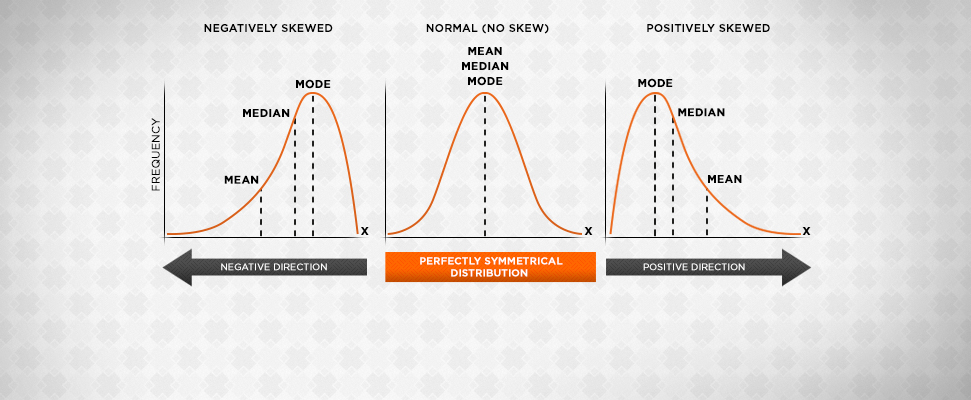 NEGATIVELY SKEWED
NORMAL (NO SKEW)
POSITIVELY SKEWED
MEAN
MEDIAN
MODE
MODE
MEDIAN
MEAN
FREQUENCY
X
X
MODE
MEDIAN
MEAN
X
NEGATIVE DIRECTION
PERFECTLY SYMMETRICAL
DISTRIBUTION
POSITIVE DIRECTION